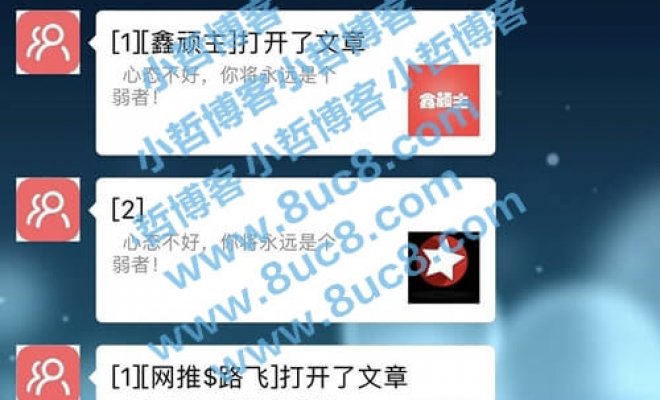 [1][鑫顽主]打开了文章
心态不好，你将永远是个
弱者！
鑫顽主
[2]
心态不好，你将永远是个
弱者！
[1][网推$路飞]打开了文章
小哲博客小哲博客
小哲博客
哲博客
www.8uc8.com
www.8uc8.com
www.8uc8.com